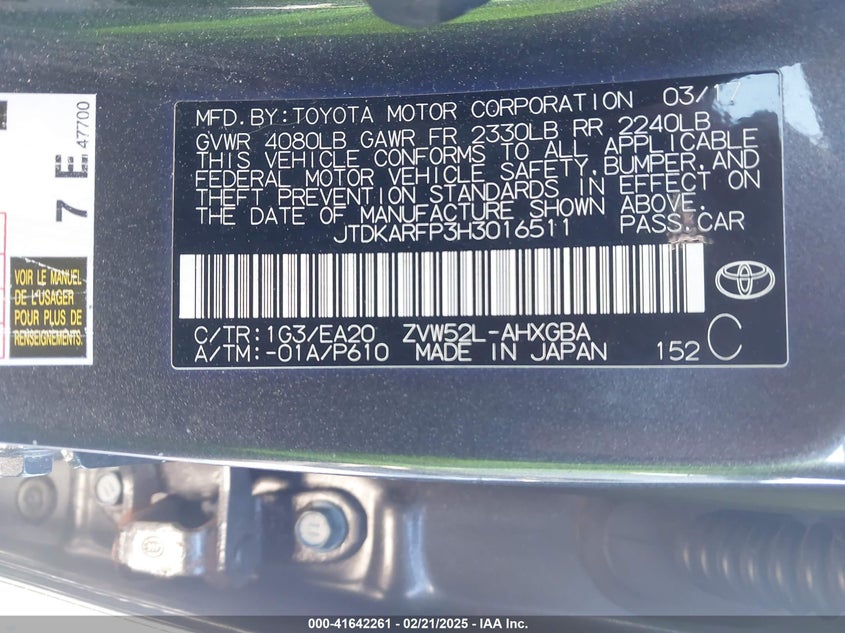 7 E
47700
VOIR LE MANUEL
DE L'USAGER
POUR PLUS DE
RENSEIGNEMENTS.
MFD.BY:TOYOTA MOTOR CORPORATION 03/17
GVWR 4080LB GAWR FR 2330LB RR 2240LB
THIS VEHICLE CONFORMS TO ALL APPLICABLE
FEDERAL MOTOR VEHICLE SAFETY,BUMPER,AND
THEFT PREVENTION STANDARDS IN EFFECT ON
THE DATE OF MANUFACTURE SHOWN ABOVE.
JTDKARFP3H3016511 PASS.CAR
C/TR:1G3/EA20 ZVW52L-AHXGBA
A/TM:-01A/P610 MADE IN JAPAN 152 C
000-41642261 - 02/21/2025 - IAA Inc.